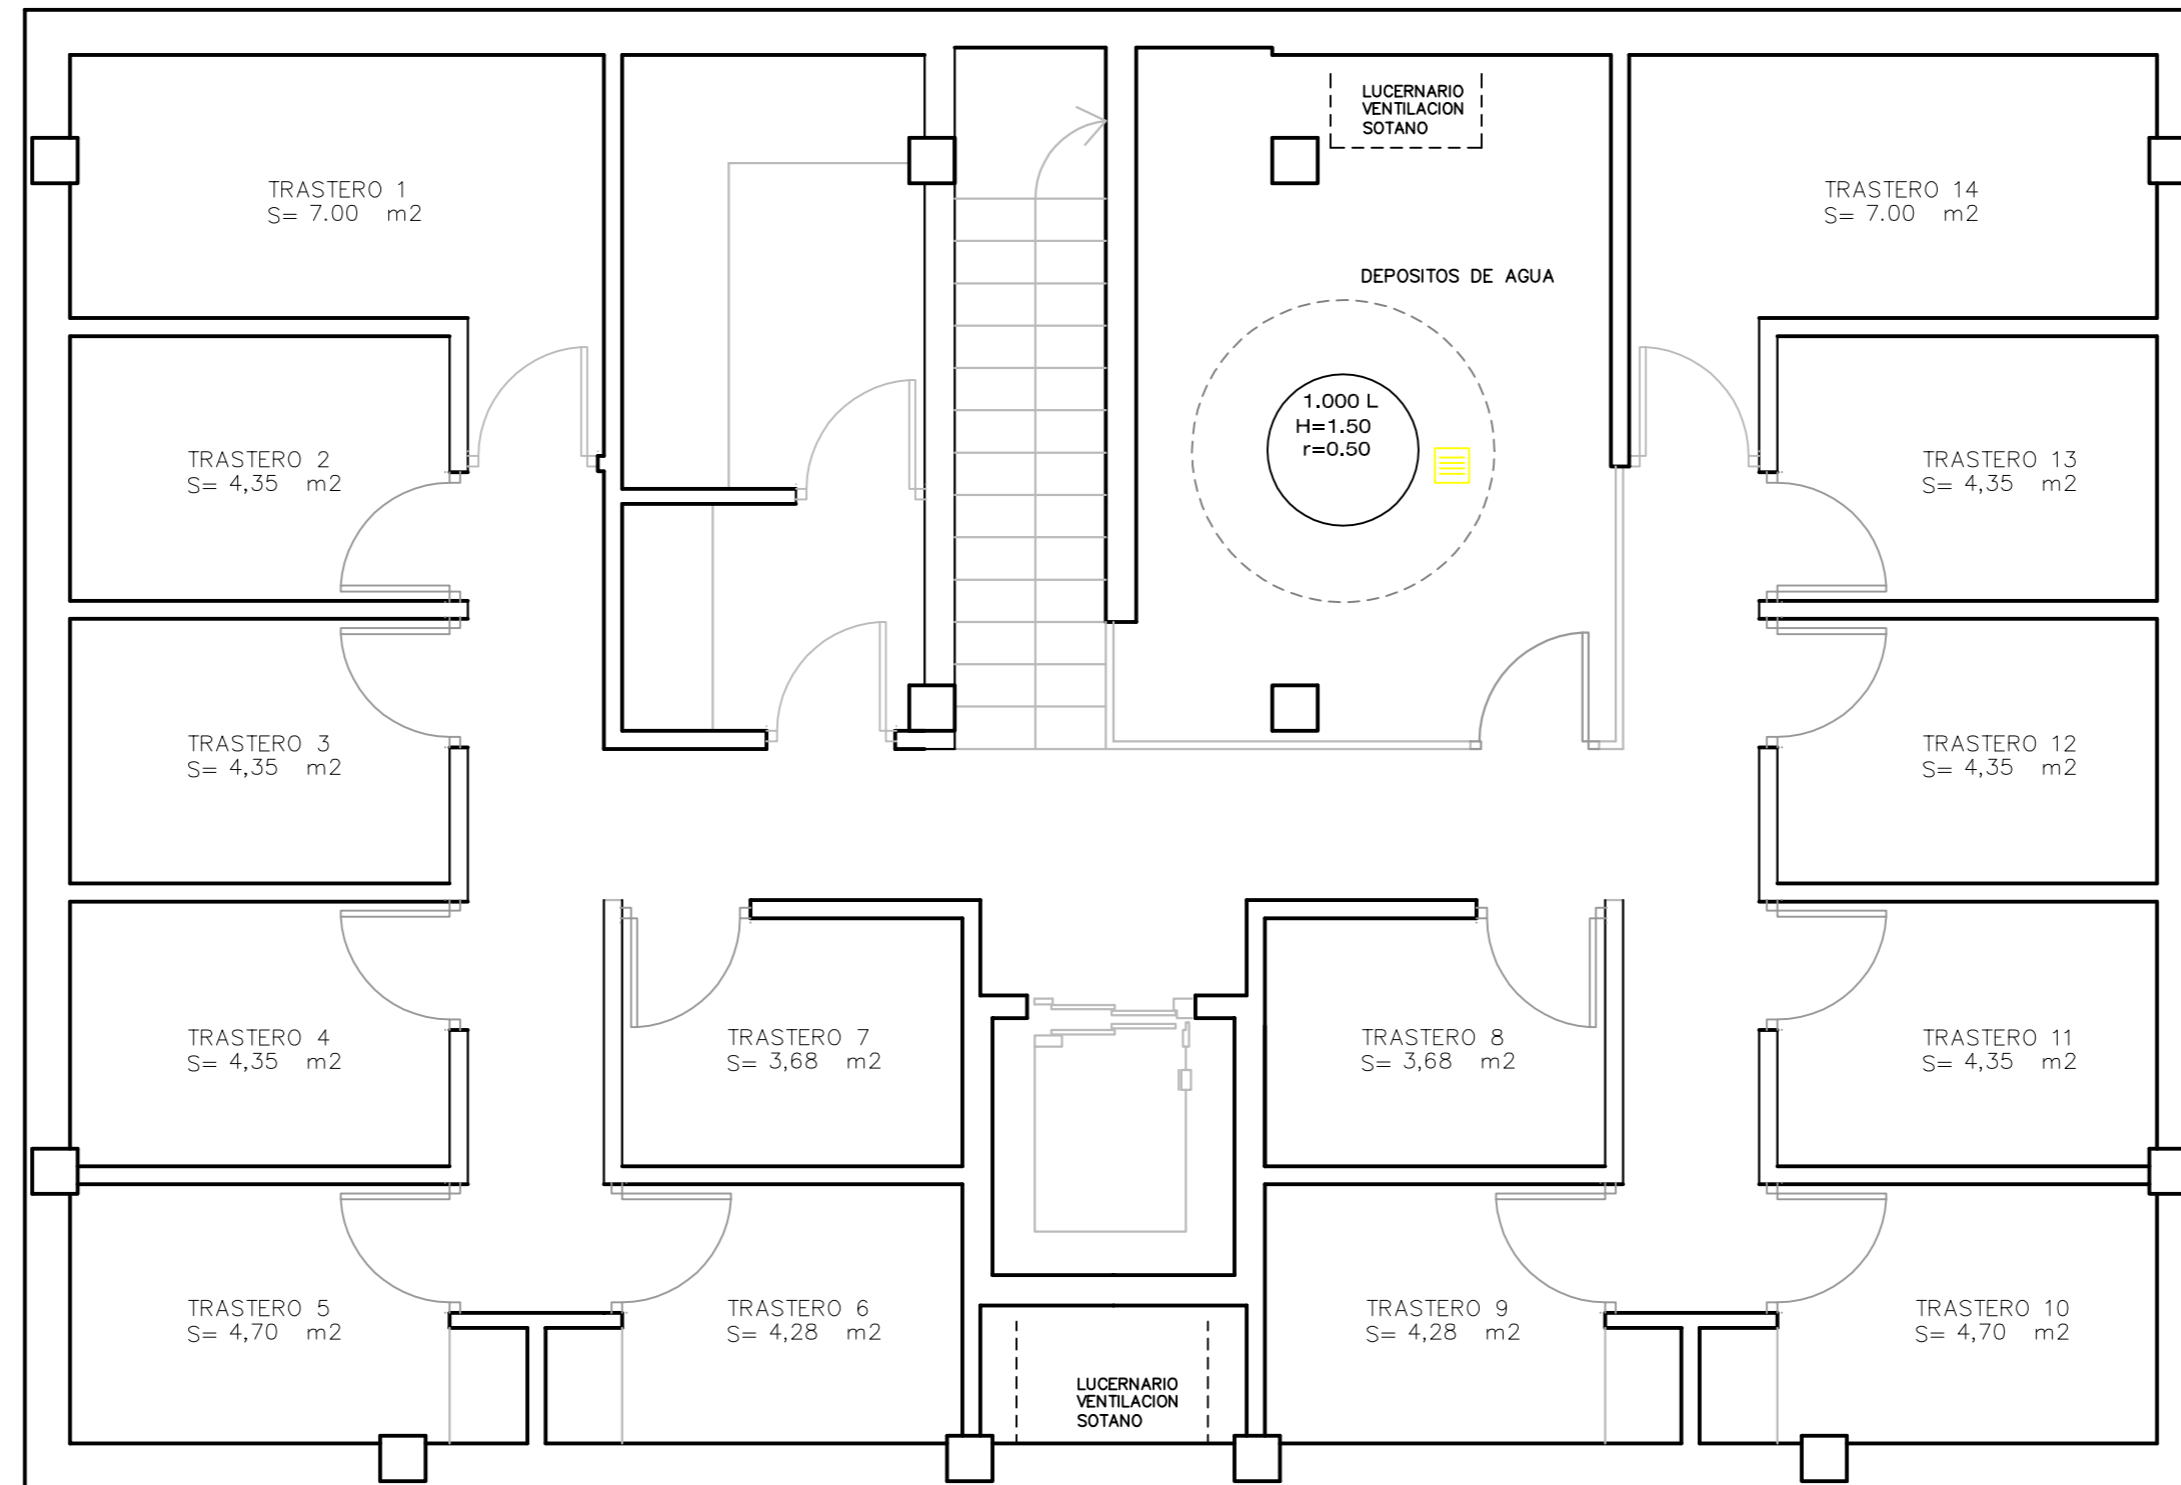 LUCERNARIO
VENTILACION
SOTANO
TRASTERO 1
S= 7.00 m2
TRASTERO 14
S= 7.00 m2
DEPOSITOS DE AGUA
1.000 L
H=1.50
r=0.50
TRASTERO 2
S= 4,35 m2
TRASTERO 13
S= 4,35 m2
TRASTERO 3
S= 4,35 m2
TRASTERO 12
S= 4,35 m2
TRASTERO 4
S= 4,35 m2
TRASTERO 7
S= 3,68 m2
TRASTERO 8
S= 3,68 m2
TRASTERO 11
S= 4,35 m2
TRASTERO 5
S= 4,70 m2
TRASTERO 6
S= 4,28 m2
TRASTERO 9
S= 4,28 m2
TRASTERO 10
S= 4,70 m2
LUCERNARIO
VENTILACION
SOTANO